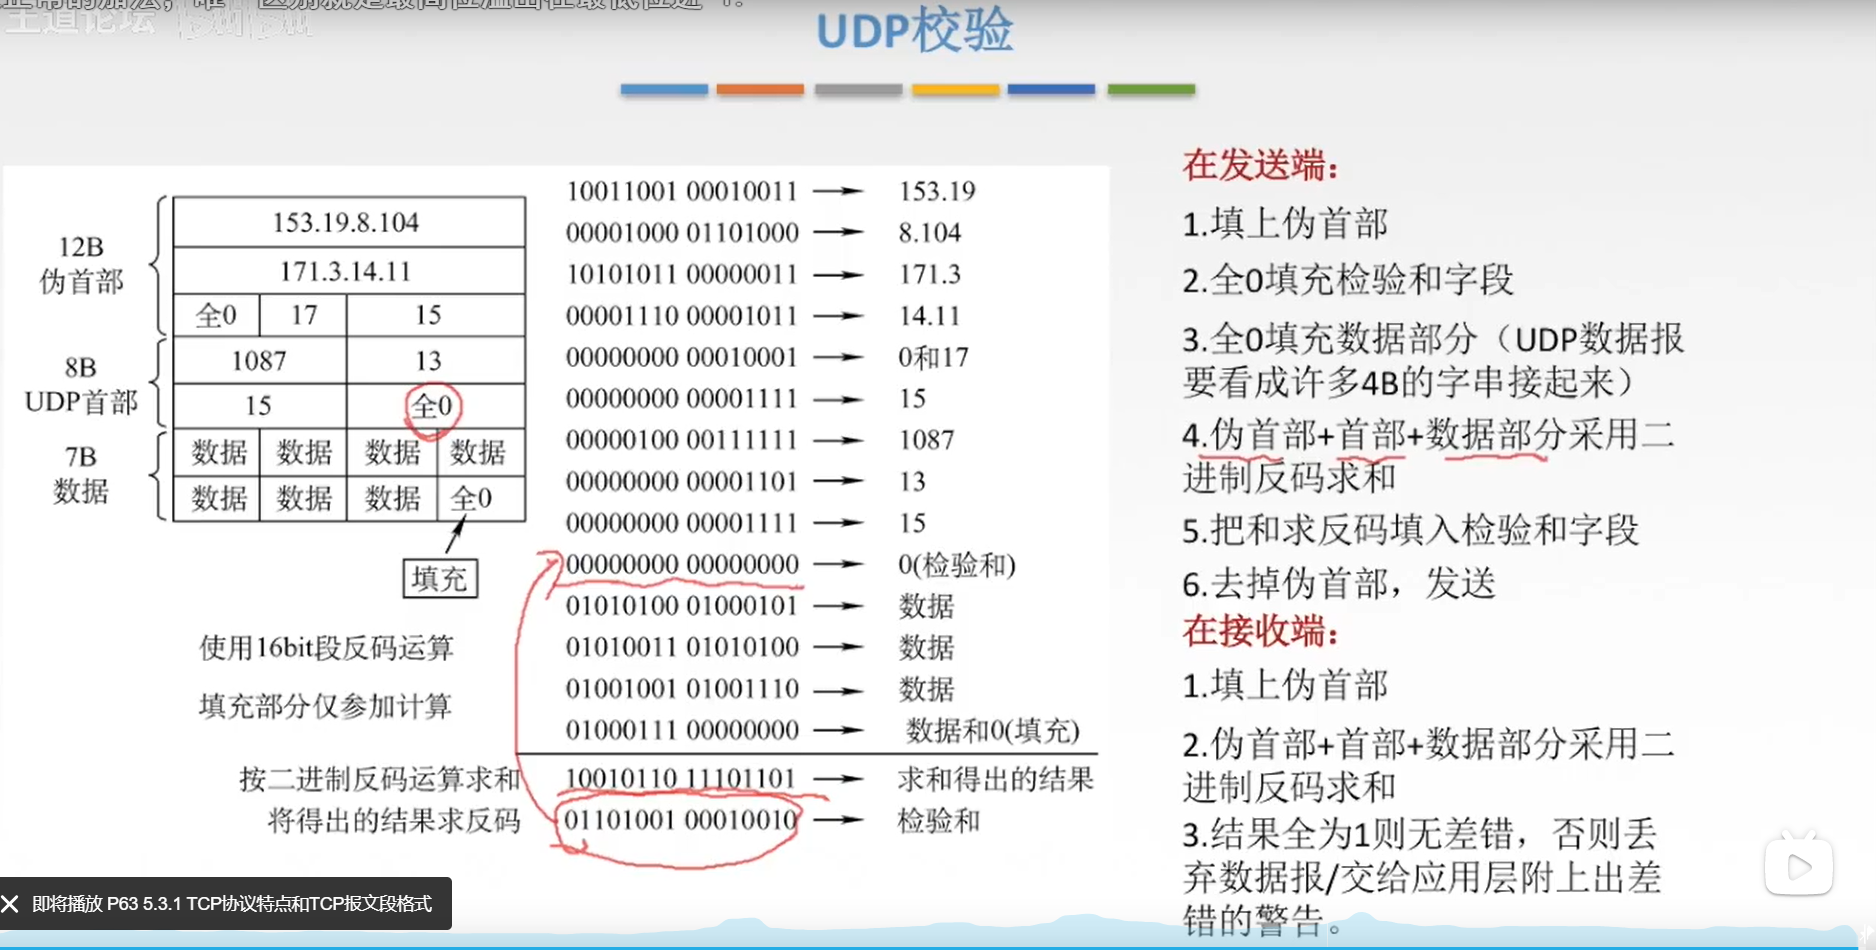 UDP校验
12B
伪首部
153.19.8.104
171.3.14.11
全0 17 15
8B
UDP首部
1087 13
15 全0
7B
数据
数据 数据 数据 数据
数据 数据 数据 全0
填充
使用16bit段反码运算
填充部分仅参加计算
10011001 00010011 → 153.19
00001000 01101000 → 8.104
10101011 00000011 → 171.3
00001110 00001011 → 14.11
00000000 00010001 → 0和17
00000000 00001111 → 15
00000100 00111111 → 1087
00000000 00001101 → 13
00000000 00001111 → 15
00000000 00000000 → 0(检验和)
01010100 01000101 → 数据
01010011 01010100 → 数据
01001001 01001110 → 数据
01000111 00000000 → 数据和0(填充)
按二进制反码运算求和 10010110 11101101 → 求和得出的结果
将得出的结果求反码 01101001 00010010 → 检验和
在发送端：
1.填上伪首部
2.全0填充检验和字段
3.全0填充数据部分（UDP数据报
要看成许多4B的字串接起来）
4.伪首部+首部+数据部分采用二
进制反码求和
5.把和求反码填入检验和字段
6.去掉伪首部，发送
在接收端：
1.填上伪首部
2.伪首部+首部+数据部分采用二
进制反码求和
3.结果全为1则无差错，否则丢
弃数据报/交给应用层附上出差
错的警告。
即将播放 P63 5.3.1 TCP协议特点和TCP报文段格式